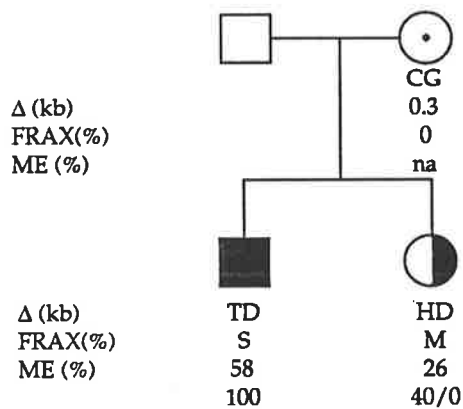 CG
Δ (kb) 0.3
FRAX(%) 0
ME (%) na
TD HD
Δ (kb) S M
FRAX(%) 58 26
ME (%) 100 40/0